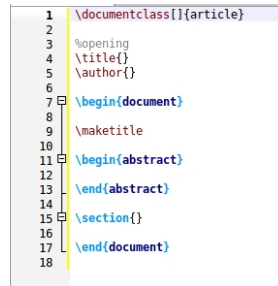 1 \documentclass[]{article}
2
3 %opening
4 \title{}
5 \author{}
6
7 \begin{document}
8
9 \maketitle
10
11 \begin{abstract}
12
13 \end{abstract}
14
15 \section{}
16
17 \end{document}
18